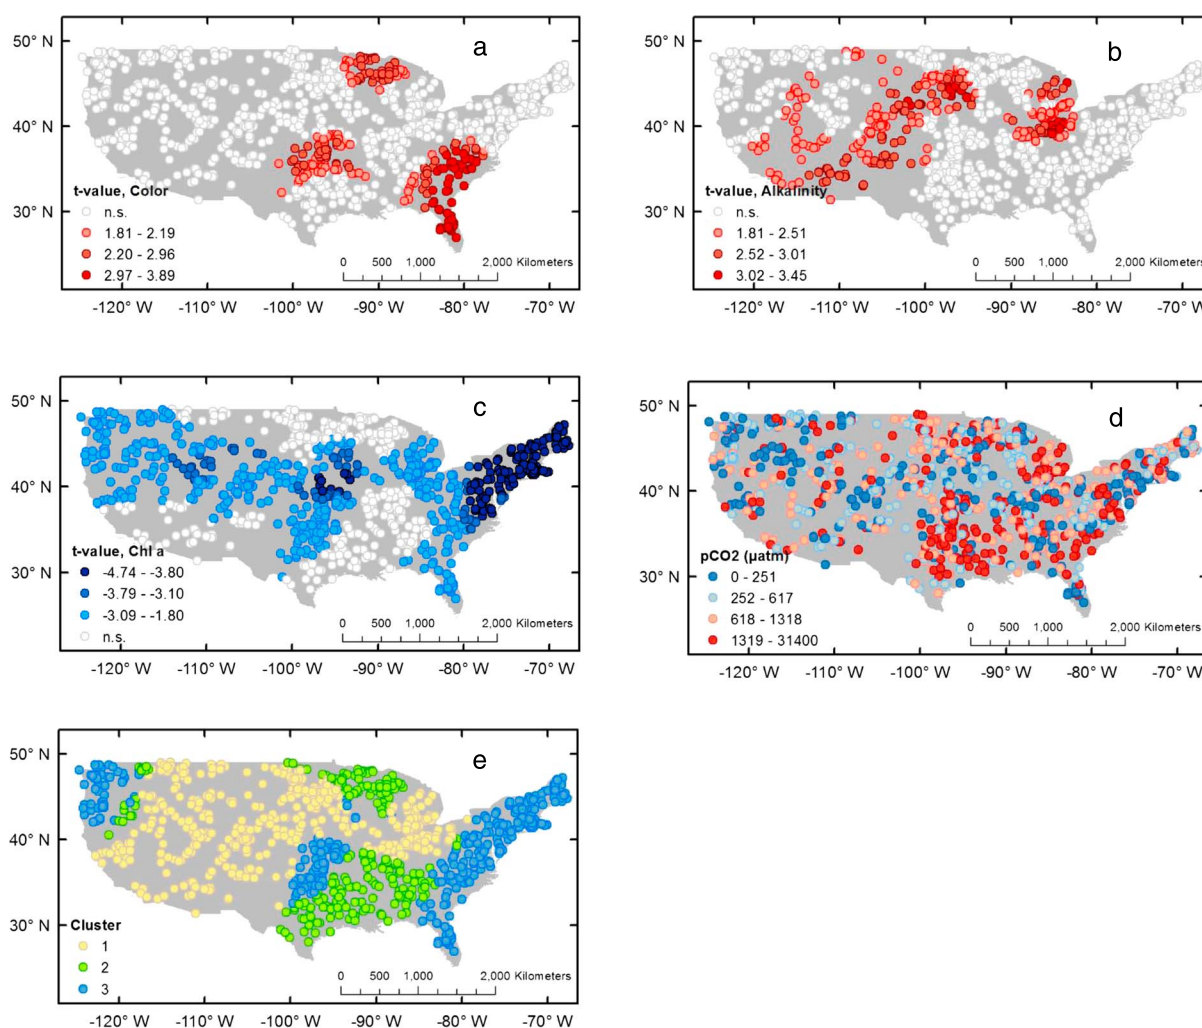 a
50° N
40° N
30° N
t-value, Color
n.s.
1.81 - 2.19
2.20 - 2.96
2.97 - 3.89
0 500 1,000 2,000 Kilometers
-120° W -110° W -100° W -90° W -80° W -70° W
b
50° N
40° N
30° N
t-value, Alkalinity
n.s.
1.81 - 2.51
2.52 - 3.01
3.02 - 3.45
0 500 1,000 2,000 Kilometers
-120° W -110° W -100° W -90° W -80° W -70° W
c
50° N
40° N
30° N
t-value, Chl a
-4.74 - -3.80
-3.79 - -3.10
-3.09 - -1.80
n.s.
0 500 1,000 2,000 Kilometers
-120° W -110° W -100° W -90° W -80° W -70° W
d
50° N
40° N
30° N
pCO2 (µatm)
0 - 251
252 - 617
618 - 1318
1319 - 31400
0 500 1,000 2,000 Kilometers
-120° W -110° W -100° W -90° W -80° W -70° W
e
50° N
40° N
30° N
Cluster
1
2
3
0 500 1,000 2,000 Kilometers
-120° W -110° W -100° W -90° W -80° W -70° W